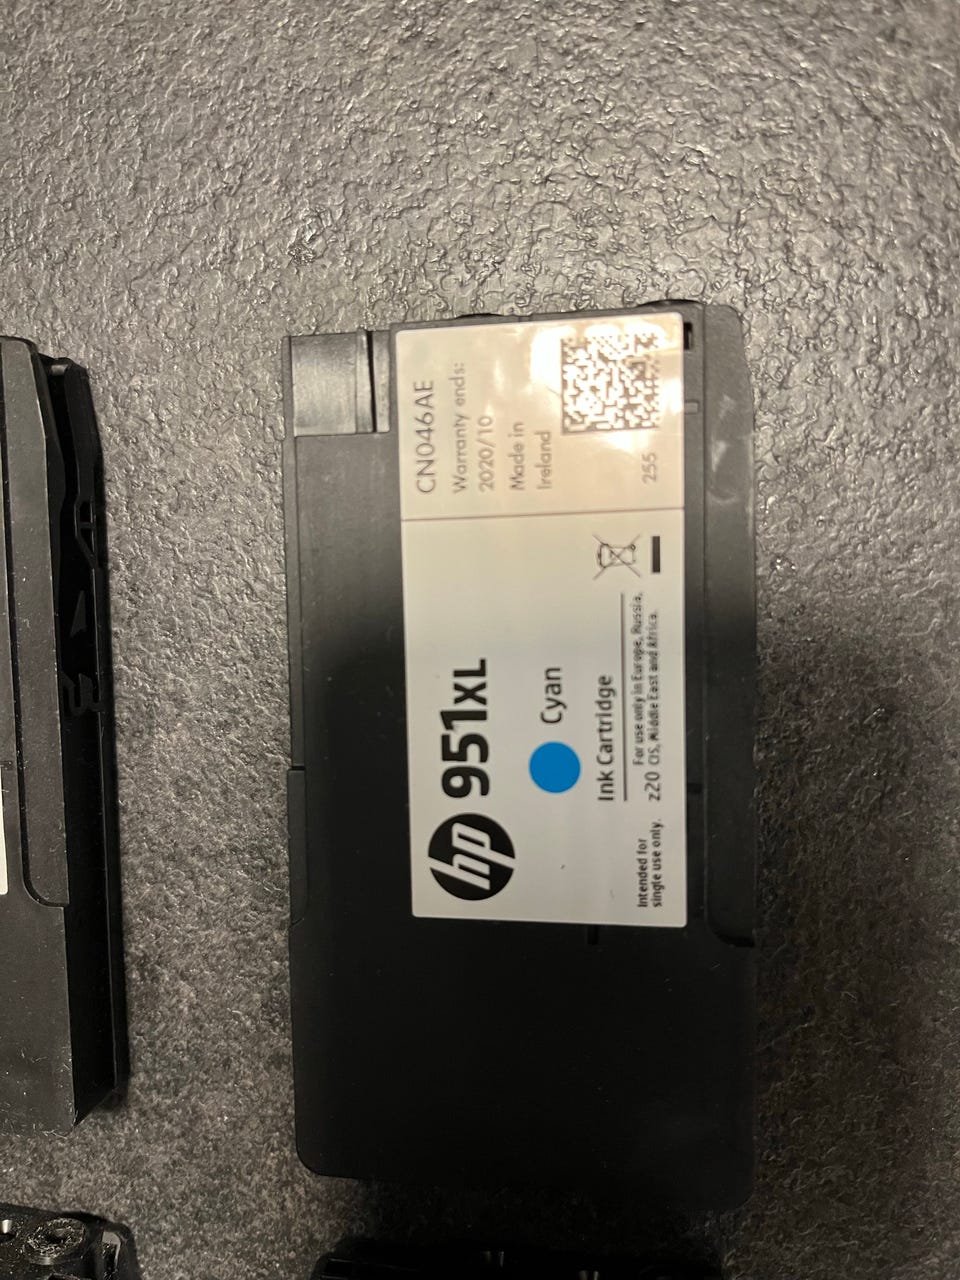 CN046AE
Warranty ends:
2020/10
Made in
Ireland
255
hp 951XL
Cyan
Ink Cartridge
For use only in Europe, Russia,
z20 CIS, Middle East and Africa.
Intended for
single use only.